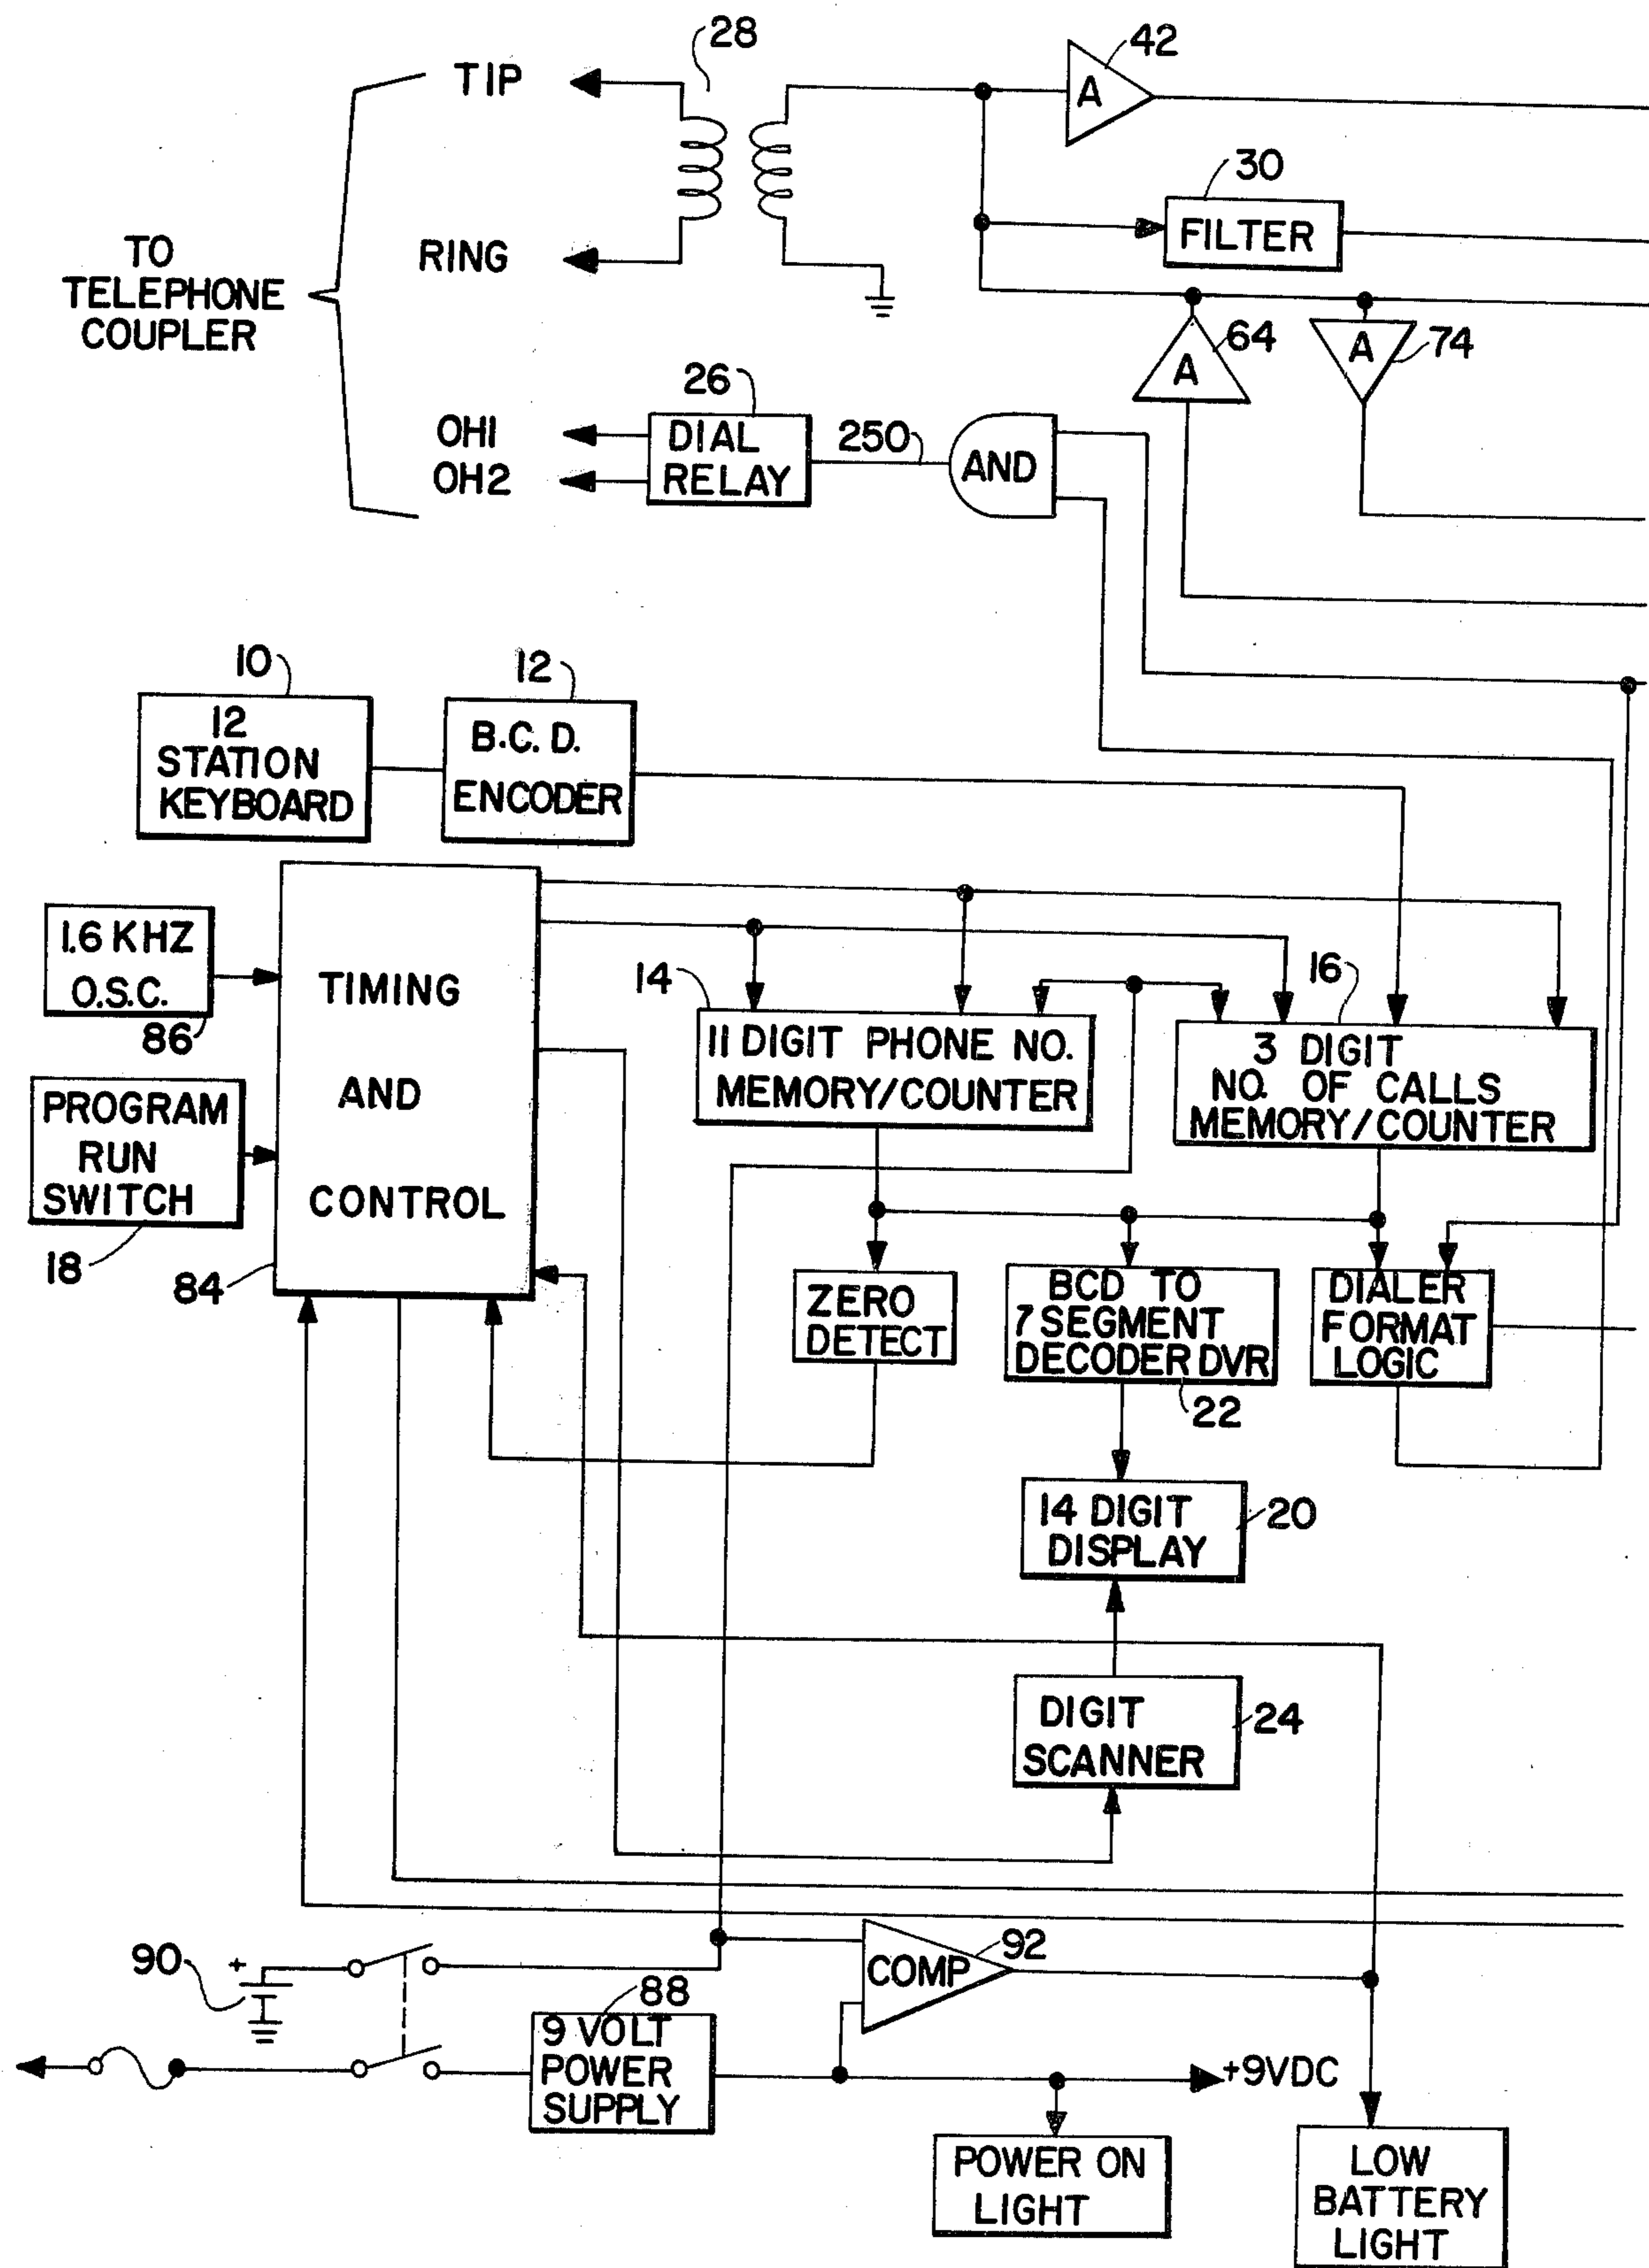 28
42
TIP
A
30
FILTER
RING
TO
TELEPHONE
COUPLER
64
A
A
74
26
OH1
OH2
DIAL
RELAY
250
AND
10
12
12
STATION
KEYBOARD
B.C.D.
ENCODER
1.6 KHZ
O.S.C.
86
TIMING
AND
CONTROL
14
16
11 DIGIT PHONE NO.
MEMORY/COUNTER
3 DIGIT
NO. OF CALLS
MEMORY/COUNTER
PROGRAM
RUN
SWITCH
18
84
ZERO
DETECT
BCD TO
7 SEGMENT
DECODER DVR
22
DIALER
FORMAT
LOGIC
14 DIGIT
DISPLAY
20
DIGIT
SCANNER
24
90
+
88
9 VOLT
POWER
SUPPLY
COMP
92
+9VDC
POWER ON
LIGHT
LOW
BATTERY
LIGHT